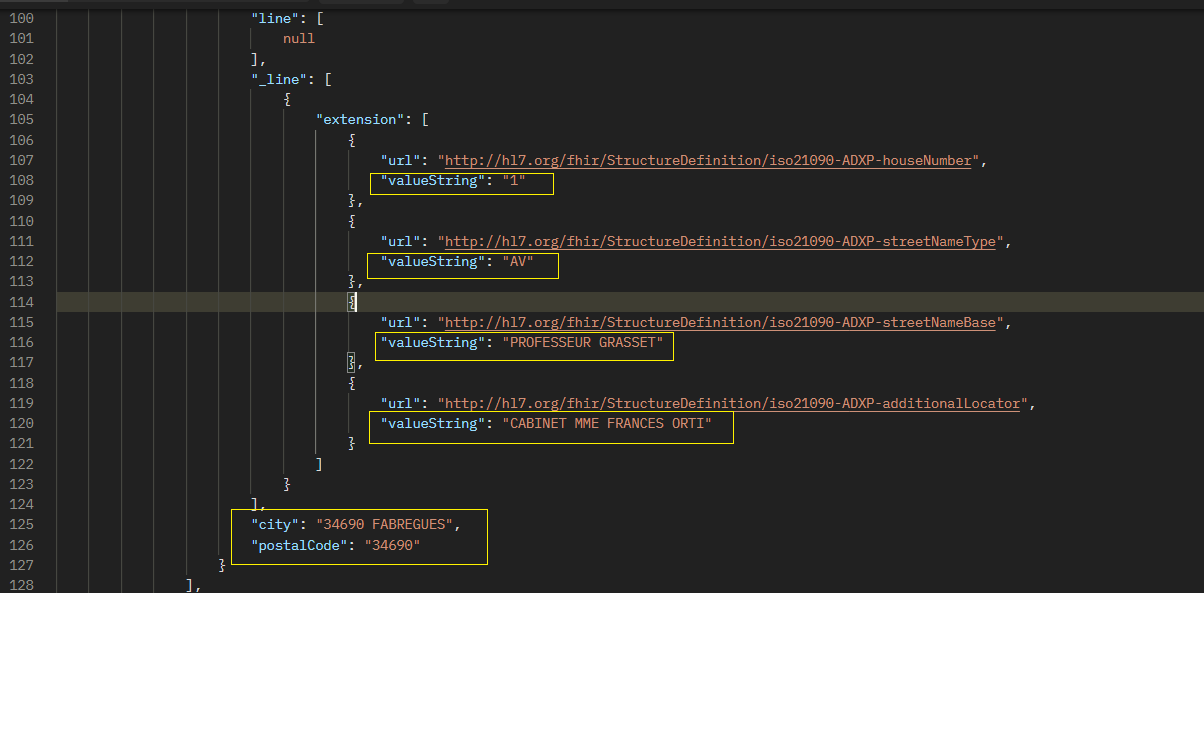 100 "line": [
101 null
102 ],
103 "_line": [
104 {
105 "extension": [
106 {
107 "url": "http://hl7.org/fhir/StructureDefinition/iso21090-ADXP-houseNumber",
108 "valueString": "1"
109 },
110 {
111 "url": "http://hl7.org/fhir/StructureDefinition/iso21090-ADXP-streetNameType",
112 "valueString": "AV"
113 },
114 {
115 "url": "http://hl7.org/fhir/StructureDefinition/iso21090-ADXP-streetNameBase",
116 "valueString": "PROFESSEUR GRASSET"
117 },
118 {
119 "url": "http://hl7.org/fhir/StructureDefinition/iso21090-ADXP-additionalLocator",
120 "valueString": "CABINET MME FRANCES ORTI"
121 }
122 ]
123 }
124 ],
125 "city": "34690 FABREGUES",
126 "postalCode": "34690"
127 }
128 ],